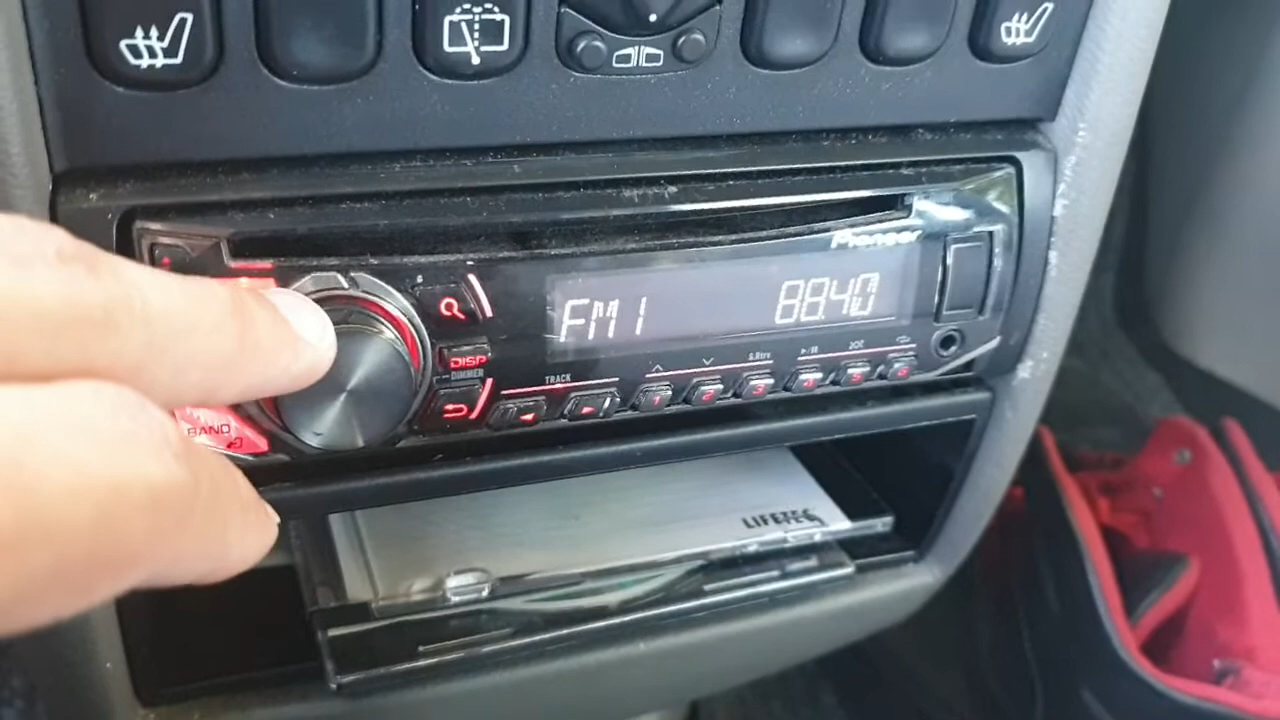 Pioneer
FM1 88.40
DISP
DIMMER
BAND
TRACK
S.Rtrv
1 2 3 4 5 6
LIFETEC